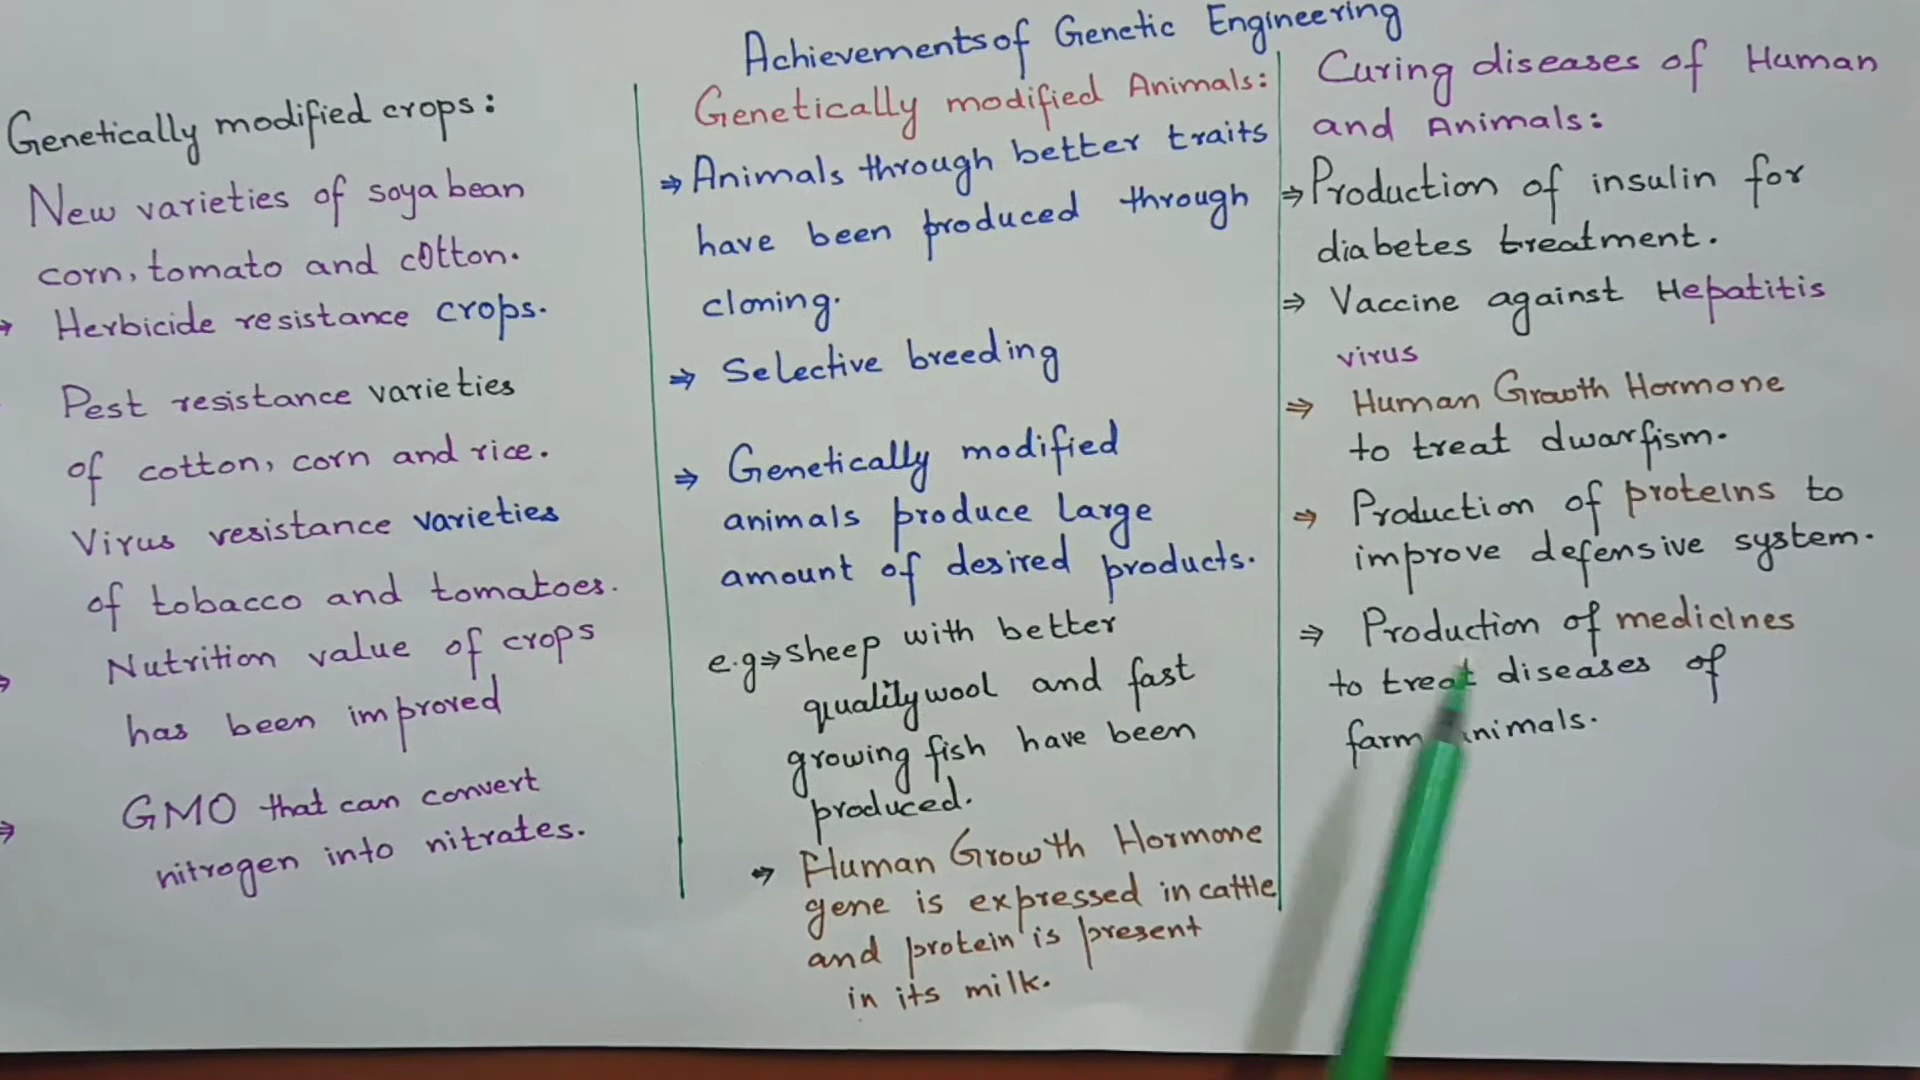 Achievements of Genetic Engineering
Genetically modified crops:
New varieties of soya bean
corn, tomato and cotton.
⇒ Herbicide resistance crops.
Pest resistance varieties
of cotton, corn and rice.
Virus resistance varieties
of tobacco and tomatoes.
⇒ Nutrition value of crops
has been improved
⇒ GMO that can convert
nitrogen into nitrates.
Genetically modified Animals:
⇒ Animals through better traits
have been produced through
cloning.
⇒ Selective breeding
⇒ Genetically modified
animals produce large
amount of desired products.
e.g⇒ sheep with better
quality wool and fast
growing fish have been
produced.
⇒ Human Growth Hormone
gene is expressed in cattle
and protein is present
in its milk.
Curing diseases of Human
and Animals:
⇒ Production of insulin for
diabetes treatment.
⇒ Vaccine against Hepatitis
virus
⇒ Human Growth Hormone
to treat dwarfism.
⇒ Production of proteins to
improve defensive system.
⇒ Production of medicines
to treat diseases of
farm animals.